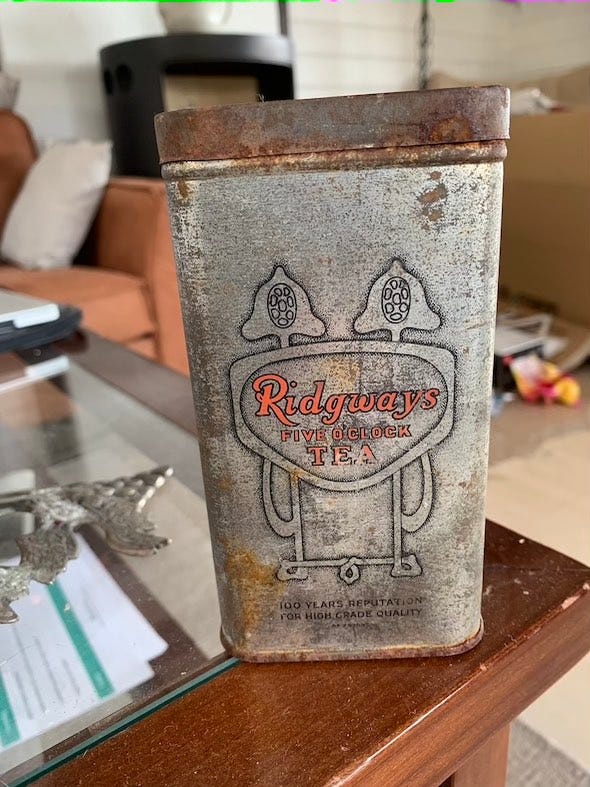 Ridgways
FIVE O'CLOCK
TEA
100 YEARS REPUTATION
FOR HIGH GRADE QUALITY